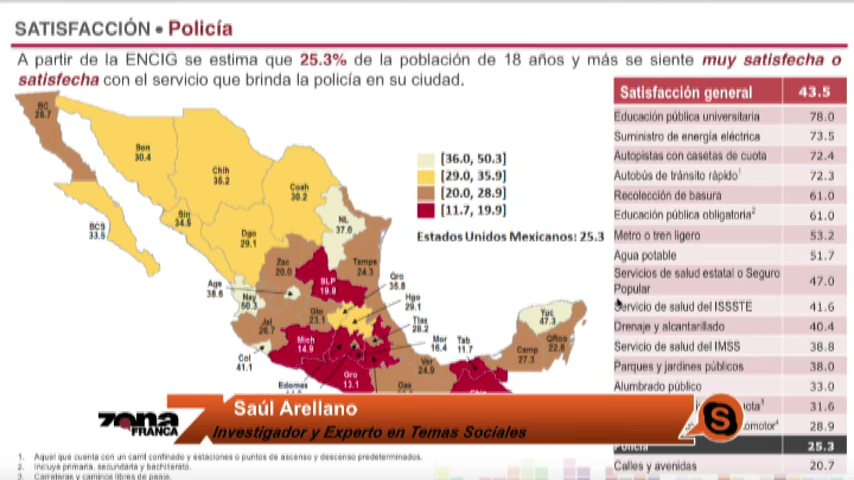 SATISFACCIÓN • Policía
A partir de la ENCIG se estima que 25.3% de la población de 18 años y más se siente muy satisfecha o
satisfecha con el servicio que brinda la policía en su ciudad.
BC
26.7
Son
30.4
Chih
35.2
Coah
30.2
BCS
33.5
Sin
34.5
Dgo
29.1
NL
37.0
Zac
20.0
SLP
19.8
Tamps
24.3
Ags
38.6
Nay
50.3
Jal
26.7
Gto
23.1
Qro
35.8
Hgo
29.1
Tlax
28.2
Mor
16.4
Tab
11.7
Col
41.1
Mich
14.9
Edomex
Gro
13.1
Ver
24.9
Oax
Camp
27.3
Yuc
47.3
QRoo
22.8
[36.0, 50.3]
[29.0, 35.9]
[20.0, 28.9]
[11.7, 19.9]
Estados Unidos Mexicanos: 25.3
Satisfacción general 43.5
Educación pública universitaria 78.0
Suministro de energía eléctrica 73.5
Autopistas con casetas de cuota 72.4
Autobús de tránsito rápido¹ 72.3
Recolección de basura 61.0
Educación pública obligatoria² 61.0
Metro o tren ligero 53.2
Agua potable 51.7
Servicios de salud estatal o Seguro
Popular 47.0
Servicio de salud del ISSSTE 41.6
Drenaje y alcantarillado 40.4
Servicio de salud del IMSS 38.8
Parques y jardines públicos 38.0
Alumbrado público 33.0
uota³ 31.6
omotor⁴ 28.9
Policía 25.3
Calles y avenidas 20.7
zona
FRANCA
Saúl Arellano
Investigador y Experto en Temas Sociales
S
1. Aquel que cuenta con un carril confinado y estaciones o puntos de ascenso y descenso predeterminados.
2. Incluye primaria, secundaria y bachillerato.
3. Carreteras y caminos libres de peaje.